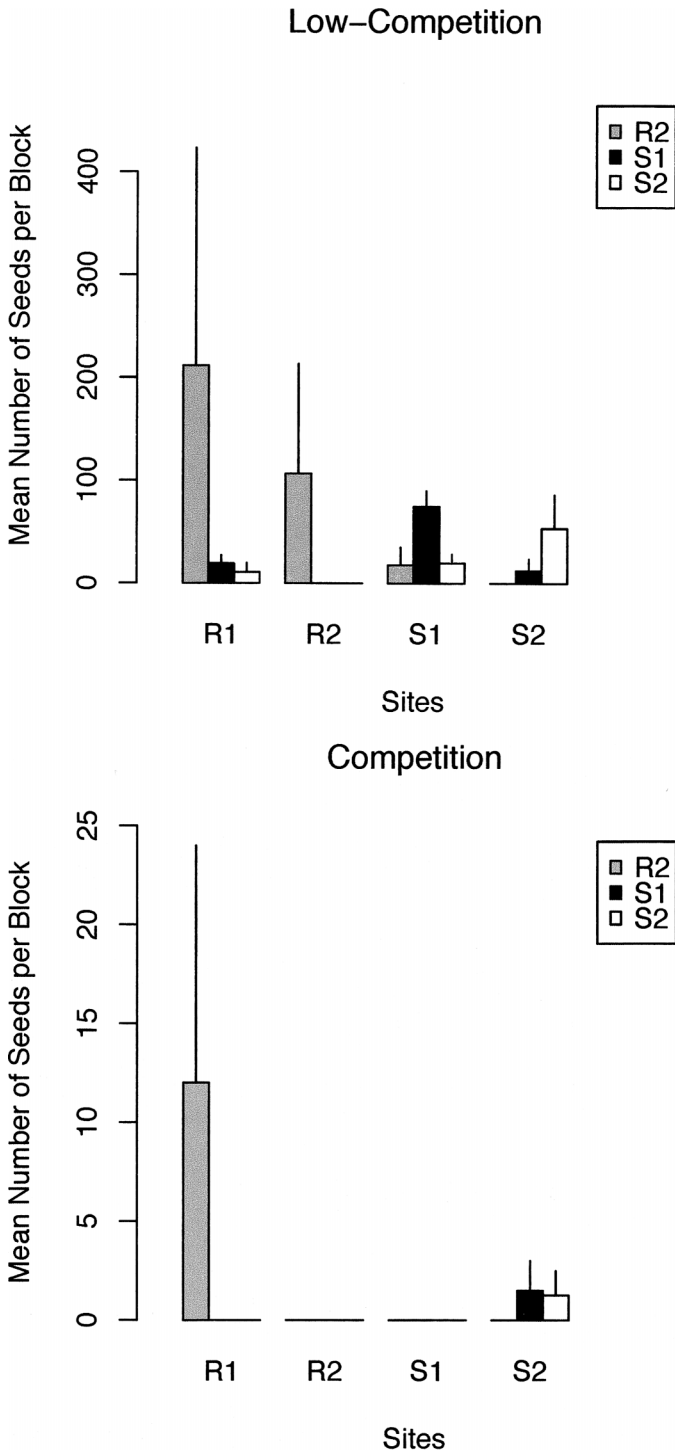 Low−Competition
Mean Number of Seeds per Block
400
300
200
100
0
R2
S1
S2
R1 R2 S1 S2
Sites
Competition
Mean Number of Seeds per Block
25
20
15
10
5
0
R2
S1
S2
R1 R2 S1 S2
Sites